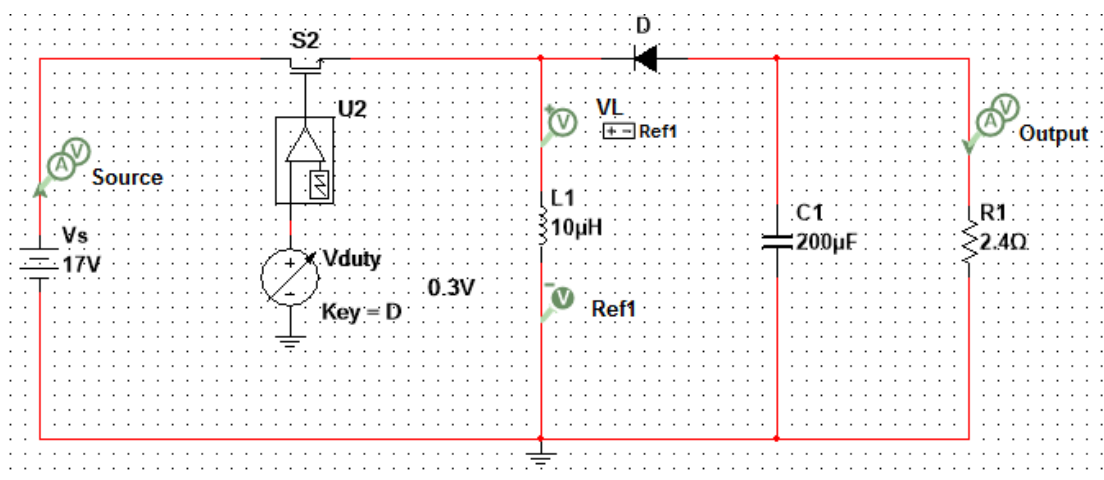 D
S2
U2
VL
+ - Ref1
V
A V
Source
A V
Output
L1
10µH
C1
200µF
R1
2.4Ω
Vs
17V
Vduty
0.3V
Key = D
V
Ref1